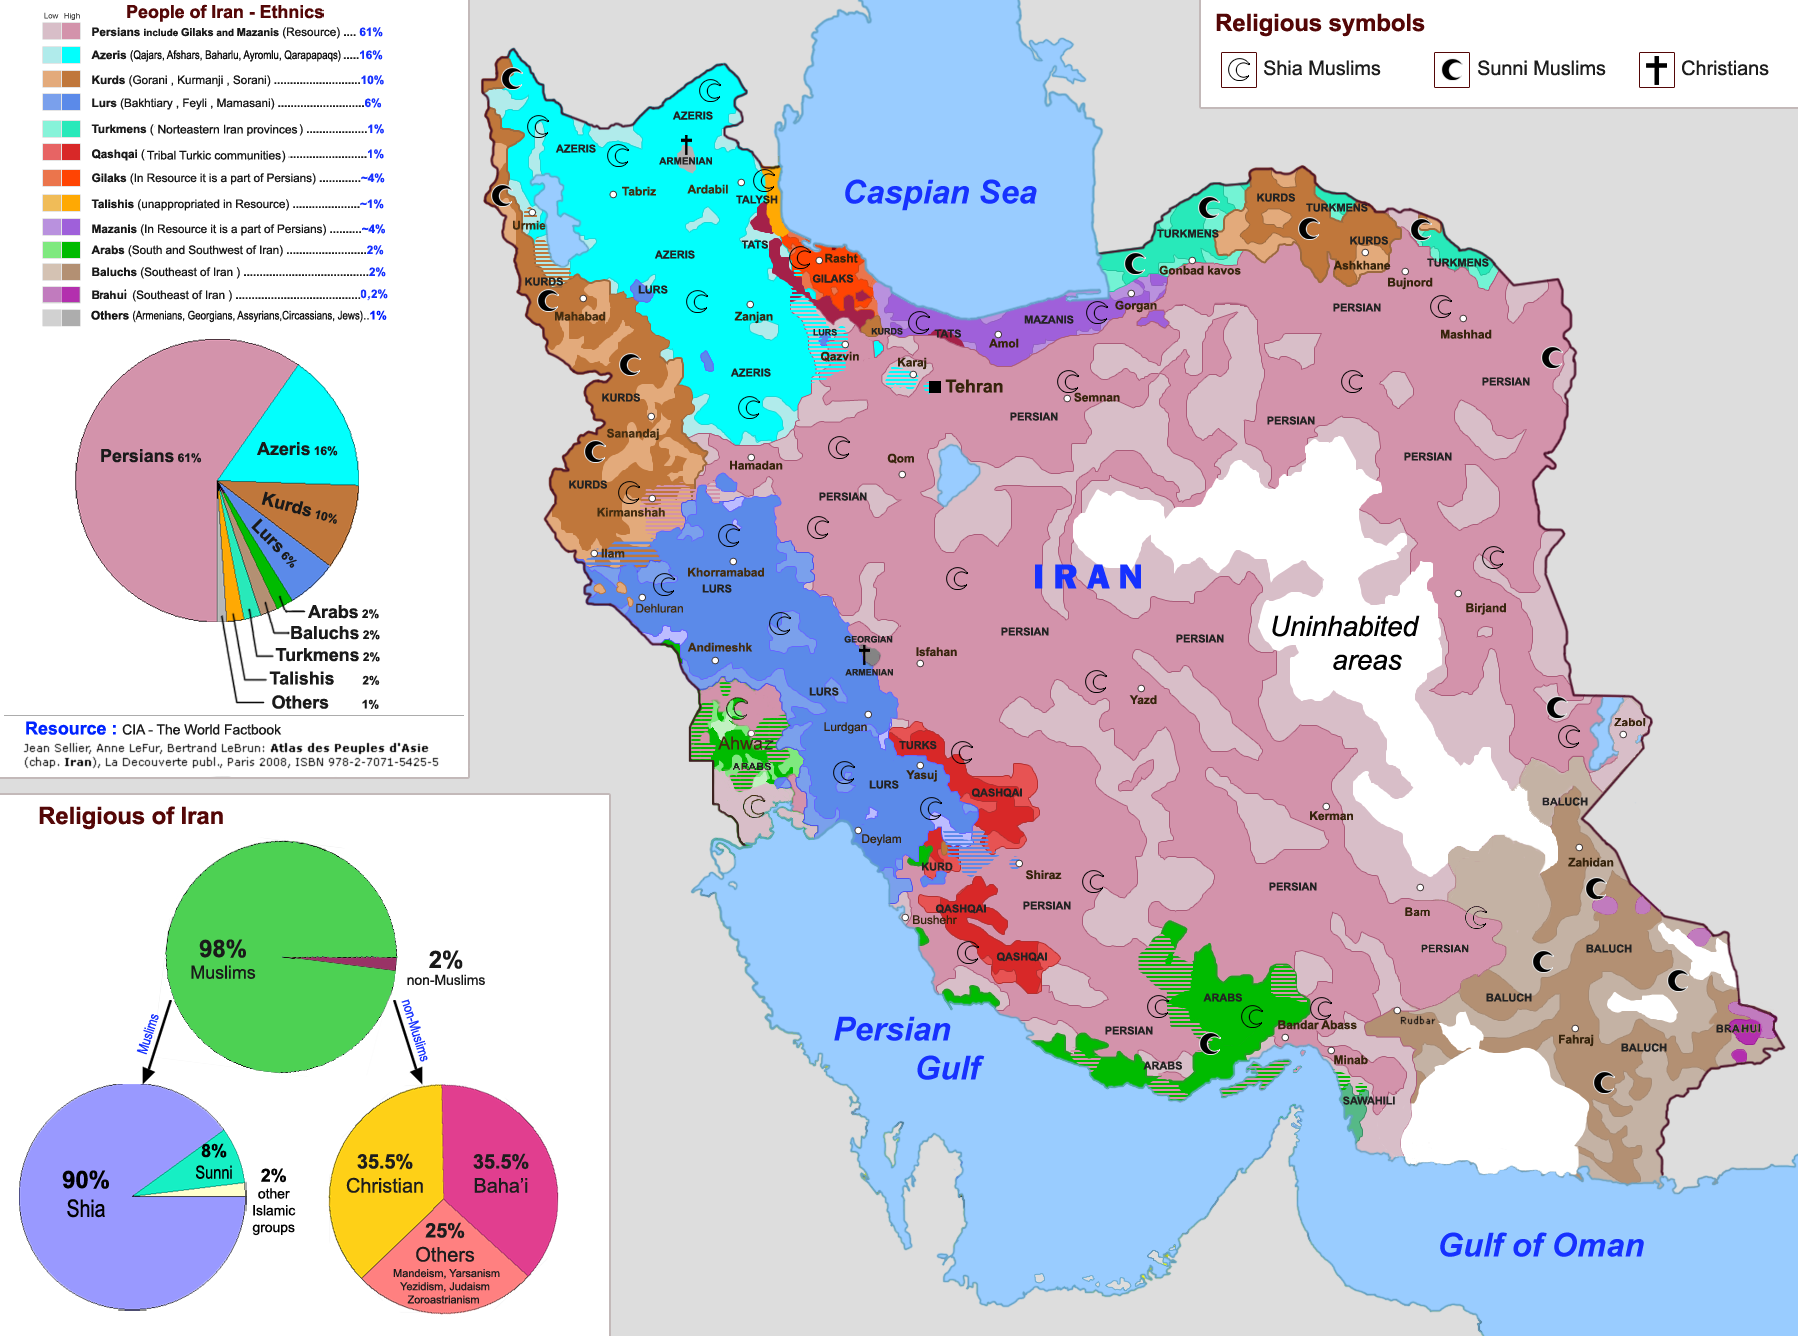 People of Iran - Ethnics
Low High
Persians include Gilaks and Mazanis (Resource) .... 61%
Azeris (Qajars, Afshars, Baharlu, Ayromlu, Qarapapaqs) .....16%
Kurds (Gorani , Kurmanji , Sorani) ..........................10%
Lurs (Bakhtiary , Feyli , Mamasani) ..........................6%
Turkmens ( Norteastern Iran provinces ) ...................1%
Qashqai ( Tribal Turkic communities) ........................1%
Gilaks (In Resource it is a part of Persians) .............~4%
Talishis (unappropriated in Resource) .....................~1%
Mazanis (In Resource it is a part of Persians) ..........~4%
Arabs (South and Southwest of Iran) .........................2%
Baluchs (Southeast of Iran ) ......................................2%
Brahui (Southeast of Iran ) ......................................0,2%
Others (Armenians, Georgians, Assyrians,Circassians, Jews)..1%
Persians 61%
Azeris 16%
Kurds 10%
Lurs 6%
Arabs 2%
Baluchs 2%
Turkmens 2%
Talishis 2%
Others 1%
Resource : CIA - The World Factbook
Jean Sellier, Anne LeFur, Bertrand LeBrun: Atlas des Peuples d'Asie
(chap. Iran), La Decouverte publ., Paris 2008, ISBN 978-2-7071-5425-5
Religious of Iran
98%
Muslims
2%
non-Muslims
Muslims
non-Muslims
90%
Shia
8%
Sunni
2%
other
Islamic
groups
35.5%
Christian
35.5%
Baha'i
25%
Others
Mandeism, Yarsanism
Yezidism, Judaism
Zoroastrianism
Religious symbols
Shia Muslims
Sunni Muslims
Christians
Caspian Sea
AZERIS
AZERIS
ARMENIAN
Tabriz
Ardabil
TALYSH
Urmie
TATS
AZERIS
Rasht
GILAKS
KURDS
LURS
Mahabad
Zanjan
LURS
KURDS
TATS
MAZANIS
Amol
Gorgan
Qazvin
Karaj
Tehran
AZERIS
KURDS
Sanandaj
Hamadan
Qom
KURDS
PERSIAN
Kirmanshah
Ilam
Khorramabad
LURS
Dehluran
Andimeshk
GEORGIAN
ARMENIAN
Isfahan
LURS
Lurdgan
Ahwaz
ARABS
TURKS
Yasuj
LURS
QASHQAI
Deylam
KURD
Shiraz
QASHQAI
Bushehr
PERSIAN
QASHQAI
TURKMENS
KURDS
TURKMENS
KURDS
Ashkhane
TURKMENS
Gonbad kavos
Bujnord
PERSIAN
Mashhad
PERSIAN
Semnan
PERSIAN
PERSIAN
PERSIAN
IRAN
Birjand
PERSIAN
PERSIAN
Uninhabited
areas
Yazd
Zabol
Kerman
BALUCH
Zahidan
PERSIAN
Bam
PERSIAN
BALUCH
BALUCH
ARABS
Bandar Abass
Rudbar
PERSIAN
Fahraj
BRAHUI
BALUCH
Minab
ARABS
SAWAHILI
Persian
Gulf
Gulf of Oman